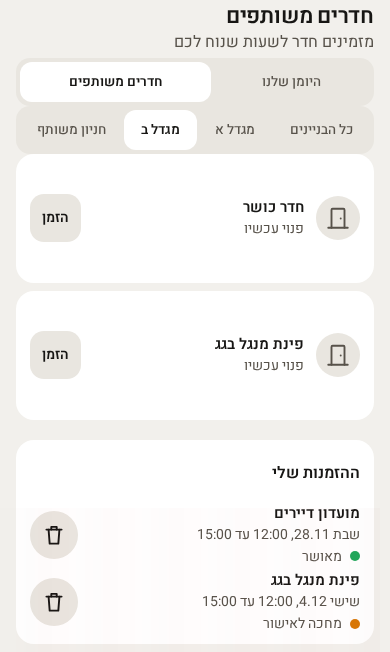 חדרים משותפים
מזמינים חדר לשעות שנוח לכם
היומן שלנו
חדרים משותפים
כל הבניינים
מגדל א
מגדל ב
חניון משותף
חדר כושר
פנוי עכשיו
הזמן
פינת מנגל בגג
פנוי עכשיו
הזמן
ההזמנות שלי
מועדון דיירים
שבת 28.11, 12:00 עד 15:00
מאושר
פינת מנגל בגג
שישי 4.12, 12:00 עד 15:00
מחכה לאישור